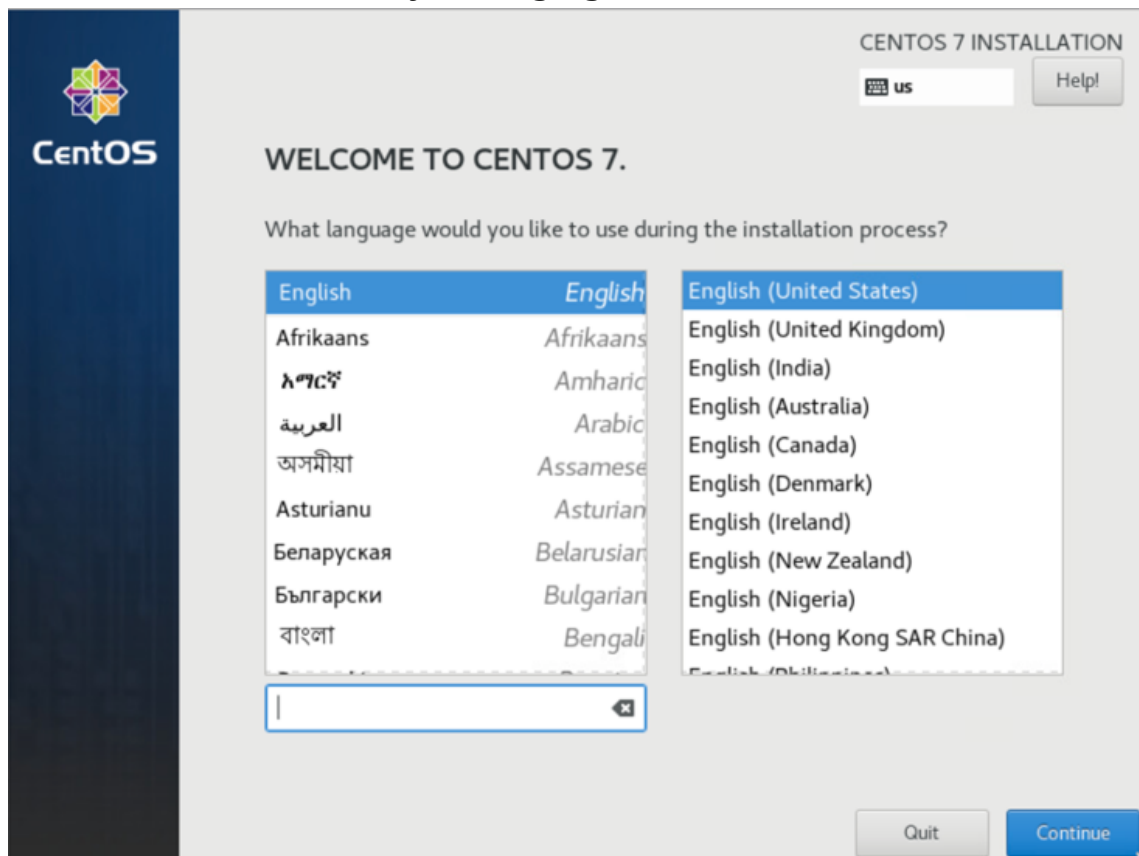 CENTOS 7 INSTALLATION
us
Help!
CentOS
WELCOME TO CENTOS 7.
What language would you like to use during the installation process?
English English
Afrikaans Afrikaans
አማርኛ Amharic
العربية Arabic
অসমীয়া Assamese
Asturianu Asturian
Беларуская Belarusian
Български Bulgarian
বাংলা Bengali
English (United States)
English (United Kingdom)
English (India)
English (Australia)
English (Canada)
English (Denmark)
English (Ireland)
English (New Zealand)
English (Nigeria)
English (Hong Kong SAR China)
English (Philippines)
Quit
Continue